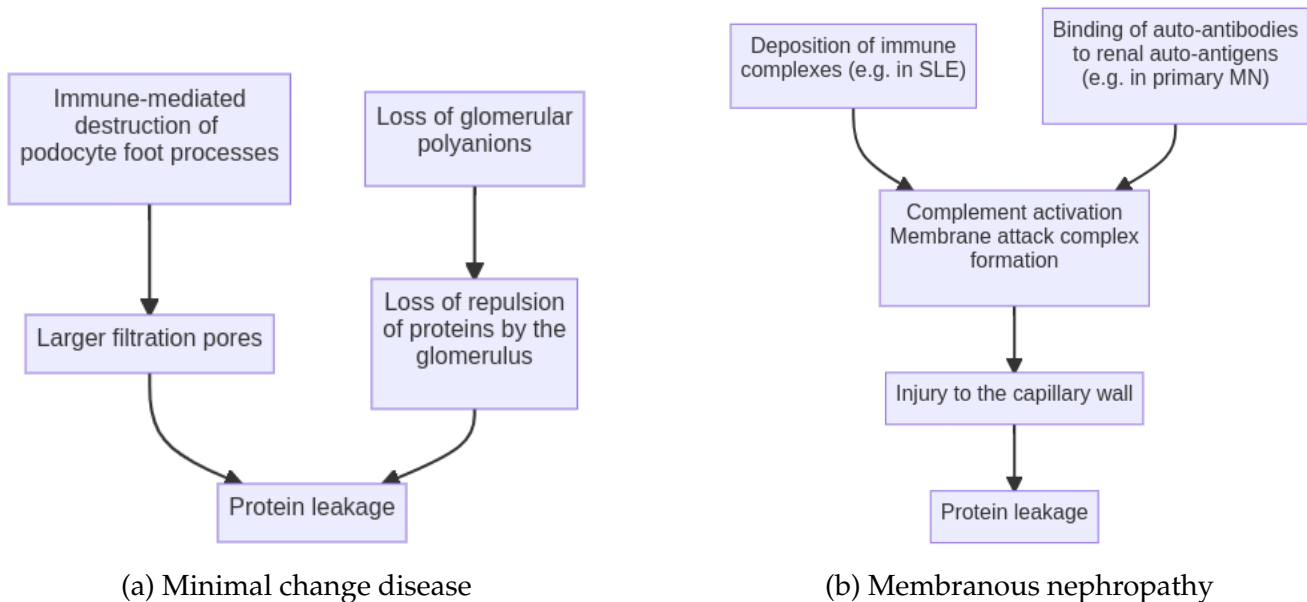 Immune-mediated
destruction of
podocyte foot processes
Loss of glomerular
polyanions
Larger filtration pores
Loss of repulsion
of proteins by the
glomerulus
Protein leakage
(a) Minimal change disease
Deposition of immune
complexes (e.g. in SLE)
Binding of auto-antibodies
to renal auto-antigens
(e.g. in primary MN)
Complement activation
Membrane attack complex
formation
Injury to the capillary wall
Protein leakage
(b) Membranous nephropathy